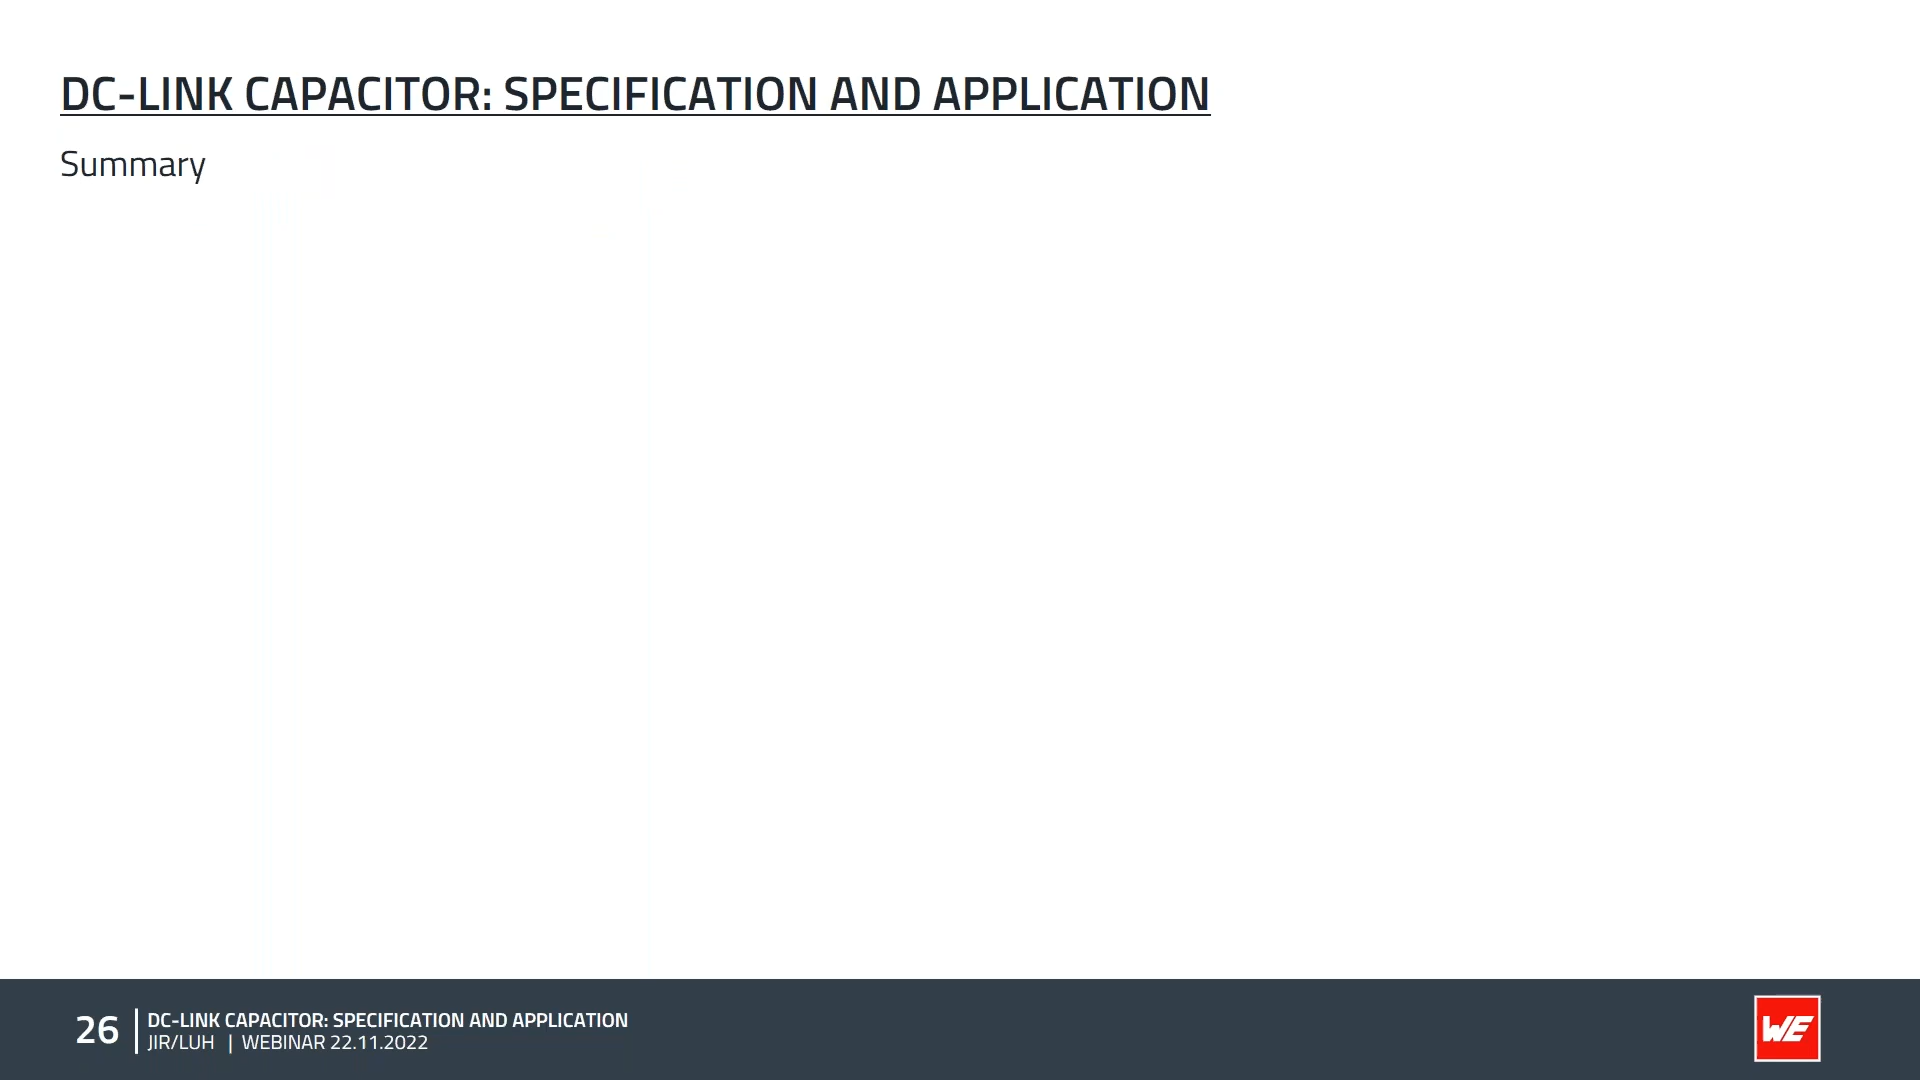 DC-LINK CAPACITOR: SPECIFICATION AND APPLICATION
Summary
26
DC-LINK CAPACITOR: SPECIFICATION AND APPLICATION
JIR/LUH | WEBINAR 22.11.2022
WE